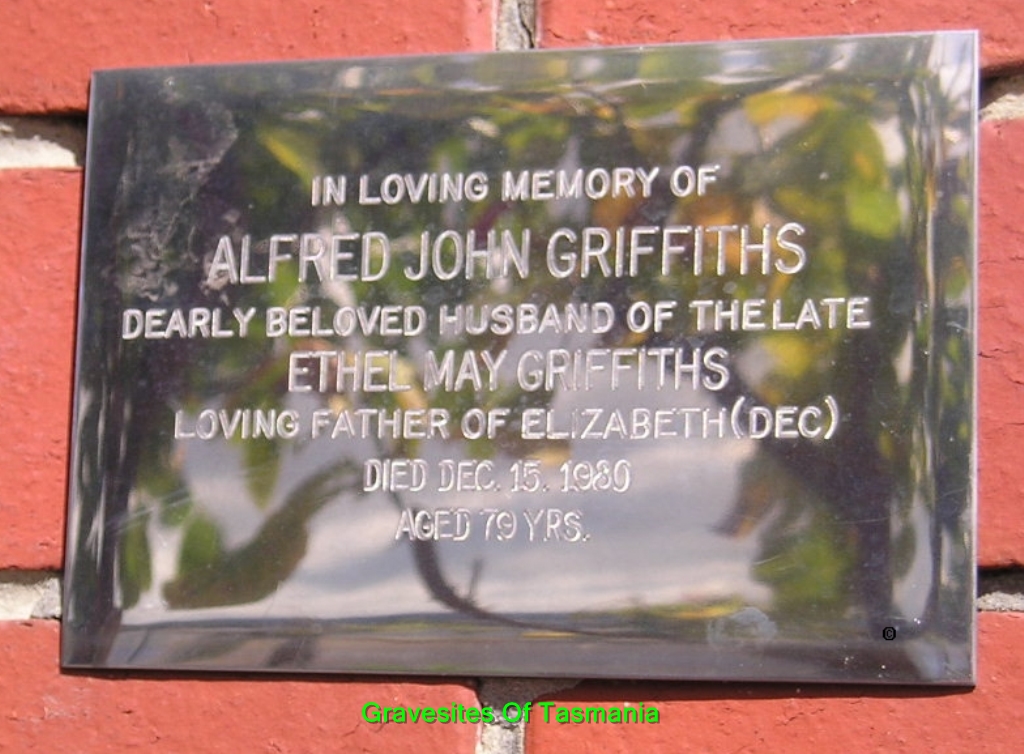 IN LOVING MEMORY OF
ALFRED JOHN GRIFFITHS
DEARLY BELOVED HUSBAND OF THE LATE
ETHEL MAY GRIFFITHS
LOVING FATHER OF ELIZABETH (DEC)
DIED DEC. 15. 1980
AGED 79 YRS.
©
Gravesites Of Tasmania